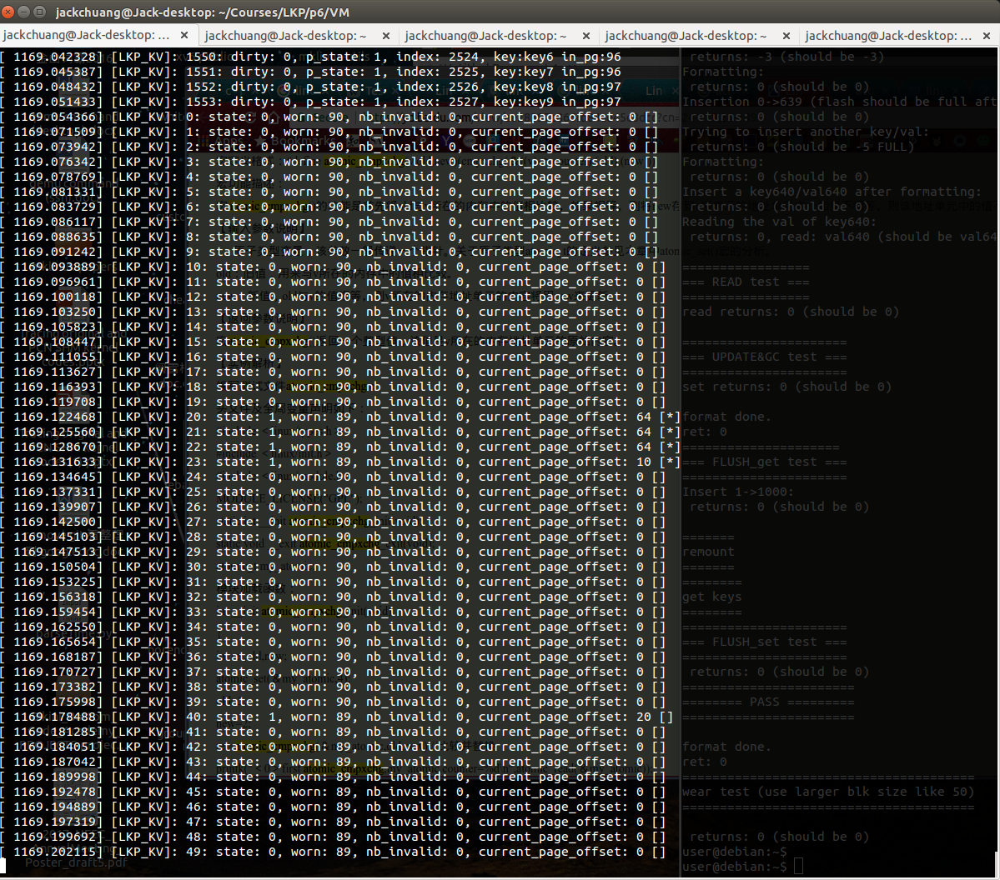 jackchuang@Jack-desktop: ~/Courses/LKP/p6/VM
jackchuang@Jack-desktop: ... × jackchuang@Jack-desktop: ~ × jackchuang@Jack-desktop: ~ × jackchuang@Jack-desktop: ~ × jackchuang@Jack-desktop: ... ×
[ 1169.042328] [LKP_KV]: 1550: dirty: 0, p_state: 1, index: 2524, key:key6 in_pg:96
[ 1169.045387] [LKP_KV]: 1551: dirty: 0, p_state: 1, index: 2525, key:key7 in_pg:96
[ 1169.048432] [LKP_KV]: 1552: dirty: 0, p_state: 1, index: 2526, key:key8 in_pg:97
[ 1169.051433] [LKP_KV]: 1553: dirty: 0, p_state: 1, index: 2527, key:key9 in_pg:97
[ 1169.054366] [LKP_KV]: 0: state: 0, worn: 90, nb_invalid: 0, current_page_offset: 0 []
[ 1169.071509] [LKP_KV]: 1: state: 0, worn: 90, nb_invalid: 0, current_page_offset: 0 []
[ 1169.073942] [LKP_KV]: 2: state: 0, worn: 90, nb_invalid: 0, current_page_offset: 0 []
[ 1169.076342] [LKP_KV]: 3: state: 0, worn: 90, nb_invalid: 0, current_page_offset: 0 []
[ 1169.078769] [LKP_KV]: 4: state: 0, worn: 90, nb_invalid: 0, current_page_offset: 0 []
[ 1169.081331] [LKP_KV]: 5: state: 0, worn: 90, nb_invalid: 0, current_page_offset: 0 []
[ 1169.083729] [LKP_KV]: 6: state: 0, worn: 90, nb_invalid: 0, current_page_offset: 0 []
[ 1169.086177] [LKP_KV]: 7: state: 0, worn: 90, nb_invalid: 0, current_page_offset: 0 []
[ 1169.088635] [LKP_KV]: 8: state: 0, worn: 90, nb_invalid: 0, current_page_offset: 0 []
[ 1169.091242] [LKP_KV]: 9: state: 0, worn: 90, nb_invalid: 0, current_page_offset: 0 []
[ 1169.093889] [LKP_KV]: 10: state: 0, worn: 90, nb_invalid: 0, current_page_offset: 0 []
[ 1169.096961] [LKP_KV]: 11: state: 0, worn: 90, nb_invalid: 0, current_page_offset: 0 []
[ 1169.100118] [LKP_KV]: 12: state: 0, worn: 90, nb_invalid: 0, current_page_offset: 0 []
[ 1169.103250] [LKP_KV]: 13: state: 0, worn: 90, nb_invalid: 0, current_page_offset: 0 []
[ 1169.105823] [LKP_KV]: 14: state: 0, worn: 90, nb_invalid: 0, current_page_offset: 0 []
[ 1169.108447] [LKP_KV]: 15: state: 0, worn: 90, nb_invalid: 0, current_page_offset: 0 []
[ 1169.111055] [LKP_KV]: 16: state: 0, worn: 90, nb_invalid: 0, current_page_offset: 0 []
[ 1169.113627] [LKP_KV]: 17: state: 0, worn: 90, nb_invalid: 0, current_page_offset: 0 []
[ 1169.116393] [LKP_KV]: 18: state: 0, worn: 90, nb_invalid: 0, current_page_offset: 0 []
[ 1169.119708] [LKP_KV]: 19: state: 0, worn: 90, nb_invalid: 0, current_page_offset: 0 []
[ 1169.122468] [LKP_KV]: 20: state: 1, worn: 89, nb_invalid: 0, current_page_offset: 64 [*]
[ 1169.125560] [LKP_KV]: 21: state: 1, worn: 89, nb_invalid: 0, current_page_offset: 64 [*]
[ 1169.128670] [LKP_KV]: 22: state: 1, worn: 89, nb_invalid: 0, current_page_offset: 64 [*]
[ 1169.131633] [LKP_KV]: 23: state: 1, worn: 89, nb_invalid: 0, current_page_offset: 10 [*]
[ 1169.134645] [LKP_KV]: 24: state: 0, worn: 90, nb_invalid: 0, current_page_offset: 0 []
[ 1169.137331] [LKP_KV]: 25: state: 0, worn: 90, nb_invalid: 0, current_page_offset: 0 []
[ 1169.139907] [LKP_KV]: 26: state: 0, worn: 90, nb_invalid: 0, current_page_offset: 0 []
[ 1169.142500] [LKP_KV]: 27: state: 0, worn: 90, nb_invalid: 0, current_page_offset: 0 []
[ 1169.145103] [LKP_KV]: 28: state: 0, worn: 90, nb_invalid: 0, current_page_offset: 0 []
[ 1169.147513] [LKP_KV]: 29: state: 0, worn: 90, nb_invalid: 0, current_page_offset: 0 []
[ 1169.150504] [LKP_KV]: 30: state: 0, worn: 90, nb_invalid: 0, current_page_offset: 0 []
[ 1169.153225] [LKP_KV]: 31: state: 0, worn: 90, nb_invalid: 0, current_page_offset: 0 []
[ 1169.156318] [LKP_KV]: 32: state: 0, worn: 90, nb_invalid: 0, current_page_offset: 0 []
[ 1169.159454] [LKP_KV]: 33: state: 0, worn: 90, nb_invalid: 0, current_page_offset: 0 []
[ 1169.162550] [LKP_KV]: 34: state: 0, worn: 90, nb_invalid: 0, current_page_offset: 0 []
[ 1169.165654] [LKP_KV]: 35: state: 0, worn: 90, nb_invalid: 0, current_page_offset: 0 []
[ 1169.168187] [LKP_KV]: 36: state: 0, worn: 90, nb_invalid: 0, current_page_offset: 0 []
[ 1169.170727] [LKP_KV]: 37: state: 0, worn: 90, nb_invalid: 0, current_page_offset: 0 []
[ 1169.173382] [LKP_KV]: 38: state: 0, worn: 90, nb_invalid: 0, current_page_offset: 0 []
[ 1169.175998] [LKP_KV]: 39: state: 0, worn: 90, nb_invalid: 0, current_page_offset: 0 []
[ 1169.178488] [LKP_KV]: 40: state: 1, worn: 89, nb_invalid: 0, current_page_offset: 20 []
[ 1169.181285] [LKP_KV]: 41: state: 0, worn: 89, nb_invalid: 0, current_page_offset: 0 []
[ 1169.184051] [LKP_KV]: 42: state: 0, worn: 89, nb_invalid: 0, current_page_offset: 0 []
[ 1169.187042] [LKP_KV]: 43: state: 0, worn: 89, nb_invalid: 0, current_page_offset: 0 []
[ 1169.189998] [LKP_KV]: 44: state: 0, worn: 89, nb_invalid: 0, current_page_offset: 0 []
[ 1169.192478] [LKP_KV]: 45: state: 0, worn: 89, nb_invalid: 0, current_page_offset: 0 []
[ 1169.194889] [LKP_KV]: 46: state: 0, worn: 89, nb_invalid: 0, current_page_offset: 0 []
[ 1169.197319] [LKP_KV]: 47: state: 0, worn: 89, nb_invalid: 0, current_page_offset: 0 []
[ 1169.199692] [LKP_KV]: 48: state: 0, worn: 89, nb_invalid: 0, current_page_offset: 0 []
[ 1169.202115] [LKP_KV]: 49: state: 0, worn: 89, nb_invalid: 0, current_page_offset: 0 []
Poster_draft5.pdf
returns: -3 (should be -3)
Formatting:
returns: 0 (should be 0)
Insertion 0->639 (flash should be full aft
returns: 0 (should be 0)
Trying to insert another key/val:
returns: -5 (should be -5 FULL)
Formatting:
returns: 0 (should be 0)
Insert a key640/val640 after formatting:
returns: 0 (should be 0)
Reading the val of key640:
returns: 0, read: val640 (should be val64
=================
=== READ test ===
=================
read returns: 0 (should be 0)
======================
=== UPDATE&GC test ===
======================
set returns: 0 (should be 0)
format done.
ret: 0
=====================
=== FLUSH_get test ===
======================
Insert 1->1000:
returns: 0 (should be 0)
=======
remount
=======
========
get keys
========
======================
=== FLUSH_set test ===
======================
returns: 0 (should be 0)
=======================
======== PASS =========
=======================
format done.
ret: 0
=======================================
wear test (use larger blk size like 50)
=======================================
returns: 0 (should be 0)
user@debian:~$
user@debian:~$